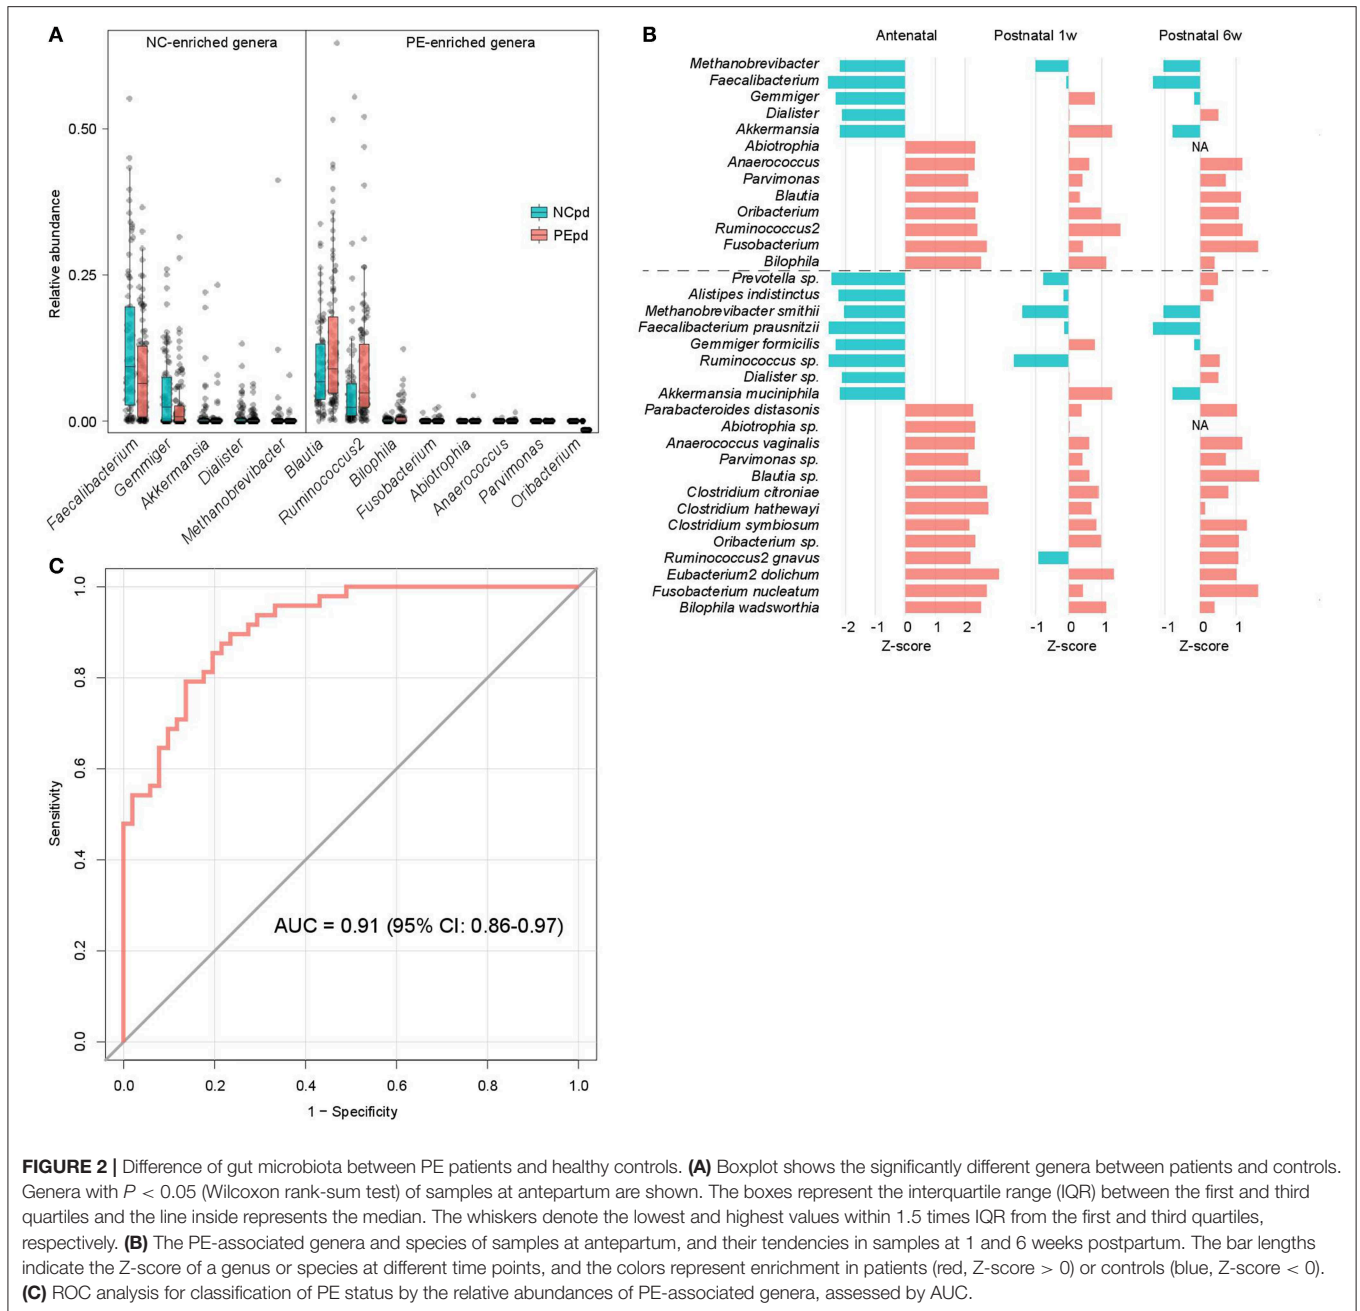 A
NC-enriched genera
PE-enriched genera
0.50
0.25
0.00
Relative abundance
NCpd
PEpd
Faecalibacterium
Gemmiger
Akkermansia
Dialister
Methanobrevibacter
Blautia
Ruminococcus2
Bilophila
Fusobacterium
Abiotrophia
Anaerococcus
Parvimonas
Oribacterium
B
Antenatal
Postnatal 1w
Postnatal 6w
Methanobrevibacter
Faecalibacterium
Gemmiger
Dialister
Akkermansia
Abiotrophia
NA
Anaerococcus
Parvimonas
Blautia
Oribacterium
Ruminococcus2
Fusobacterium
Bilophila
Prevotella sp.
Alistipes indistinctus
Methanobrevibacter smithii
Faecalibacterium prausnitzii
Gemmiger formicilis
Ruminococcus sp.
Dialister sp.
Akkermansia muciniphila
Parabacteroides distasonis
Abiotrophia sp.
NA
Anaerococcus vaginalis
Parvimonas sp.
Blautia sp.
Clostridium citroniae
Clostridium hathewayi
Clostridium symbiosum
Oribacterium sp.
Ruminococcus2 gnavus
Eubacterium2 dolichum
Fusobacterium nucleatum
Bilophila wadsworthia
-2 -1 0 1 2
-1 0 1
-1 0 1
Z-score
Z-score
Z-score
C
1.0
0.8
0.6
0.4
0.2
0.0
Sensitivity
AUC = 0.91 (95% CI: 0.86-0.97)
0.0 0.2 0.4 0.6 0.8 1.0
1 − Specificity
FIGURE 2 | Difference of gut microbiota between PE patients and healthy controls. (A) Boxplot shows the significantly different genera between patients and controls.
Genera with P < 0.05 (Wilcoxon rank-sum test) of samples at antepartum are shown. The boxes represent the interquartile range (IQR) between the first and third
quartiles and the line inside represents the median. The whiskers denote the lowest and highest values within 1.5 times IQR from the first and third quartiles,
respectively. (B) The PE-associated genera and species of samples at antepartum, and their tendencies in samples at 1 and 6 weeks postpartum. The bar lengths
indicate the Z-score of a genus or species at different time points, and the colors represent enrichment in patients (red, Z-score > 0) or controls (blue, Z-score < 0).
(C) ROC analysis for classification of PE status by the relative abundances of PE-associated genera, assessed by AUC.